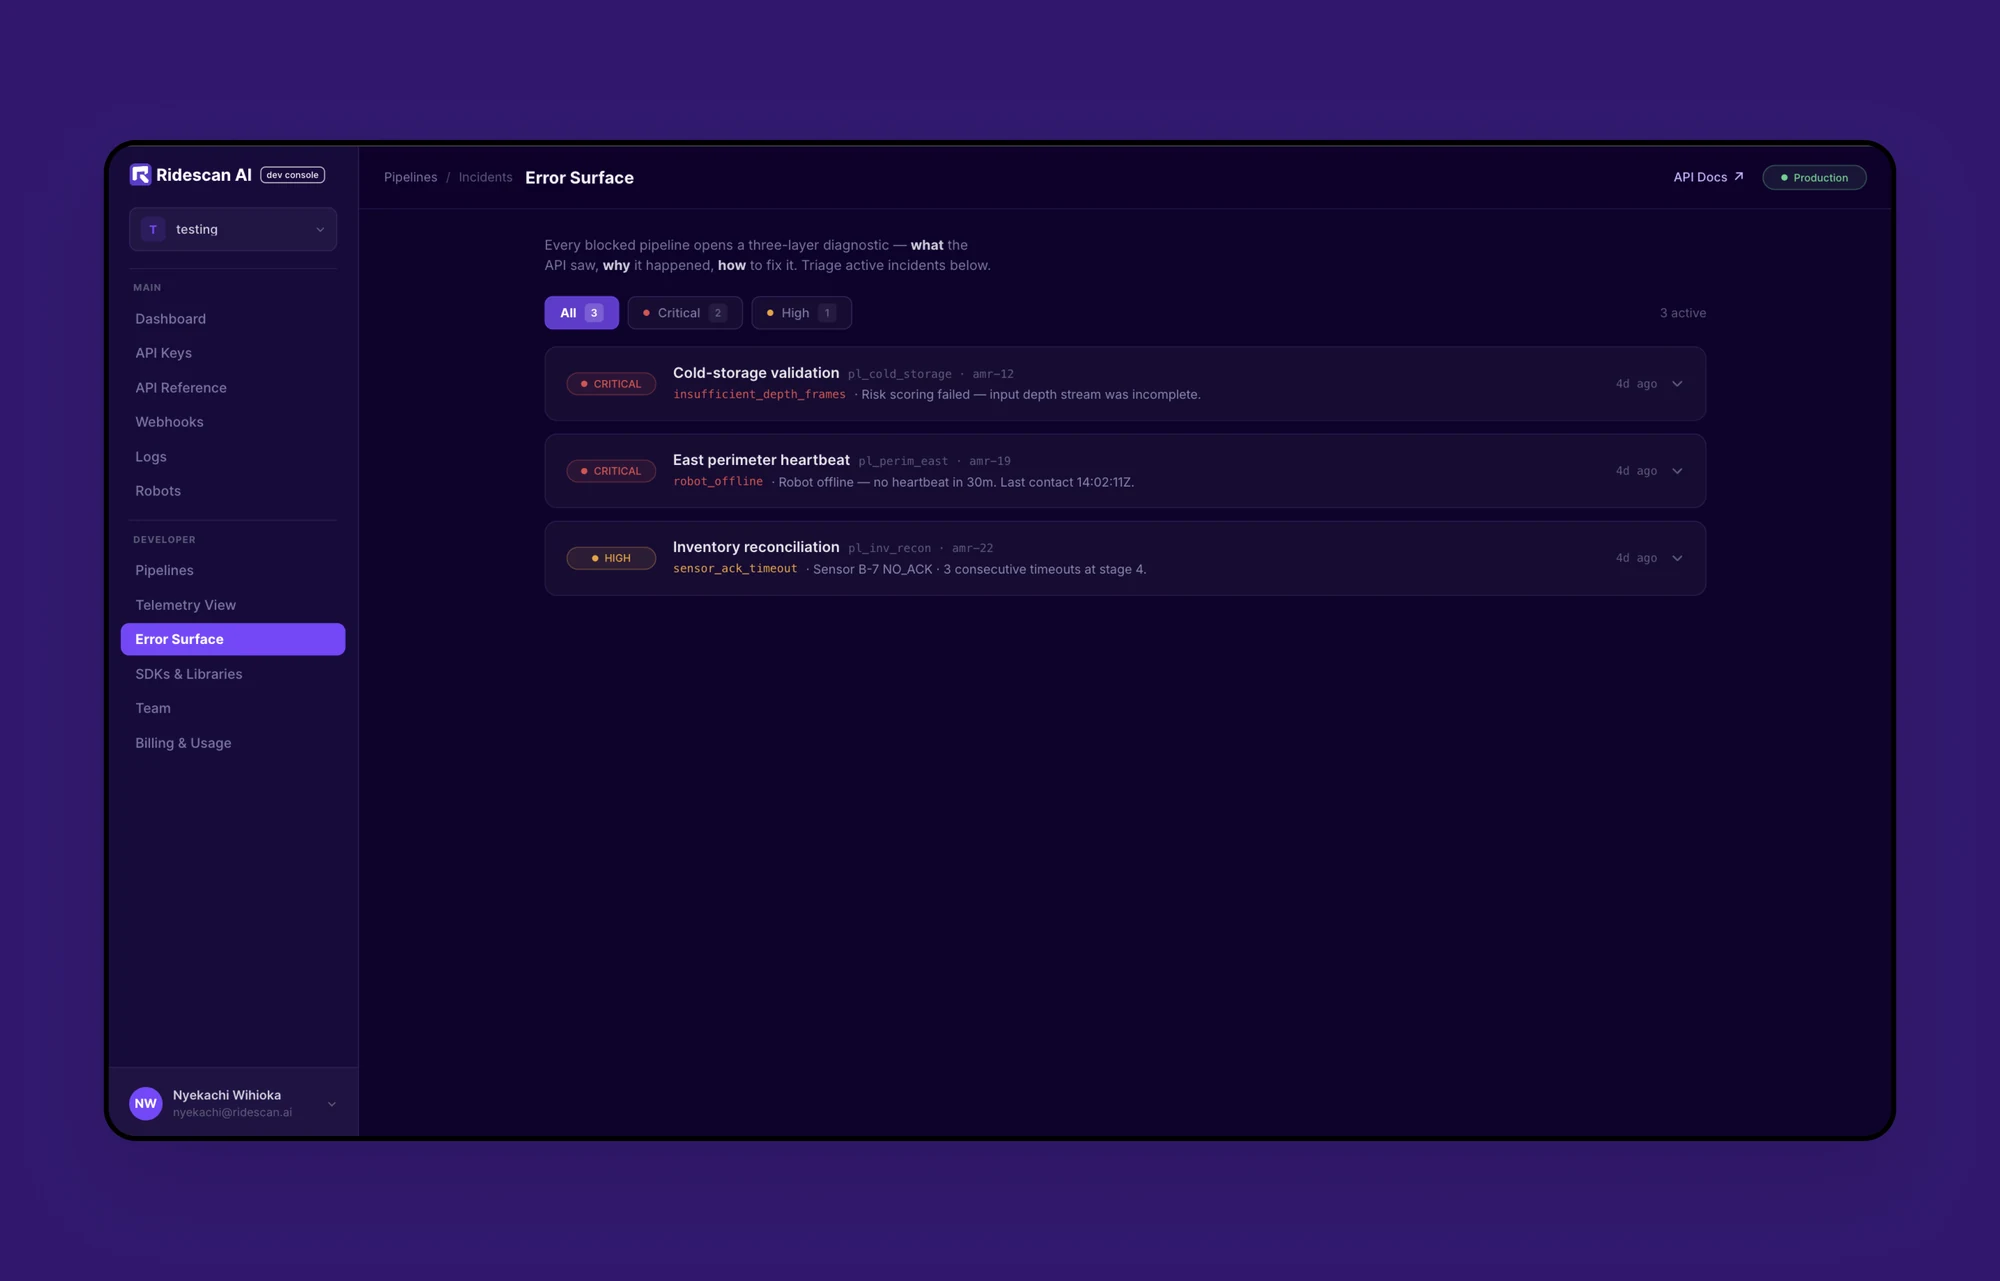 Ridescan AI dev console
T testing
MAIN
Dashboard
API Keys
API Reference
Webhooks
Logs
Robots
DEVELOPER
Pipelines
Telemetry View
Error Surface
SDKs & Libraries
Team
Billing & Usage
NW Nyekachi Wihioka
nyekachi@ridescan.ai
Pipelines / Incidents Error Surface
API Docs ↗ Production
Every blocked pipeline opens a three-layer diagnostic — what the
API saw, why it happened, how to fix it. Triage active incidents below.
All 3 Critical 2 High 1 3 active
CRITICAL Cold-storage validation pl_cold_storage · amr-12 4d ago
insufficient_depth_frames · Risk scoring failed — input depth stream was incomplete.
CRITICAL East perimeter heartbeat pl_perim_east · amr-19 4d ago
robot_offline · Robot offline — no heartbeat in 30m. Last contact 14:02:11Z.
HIGH Inventory reconciliation pl_inv_recon · amr-22 4d ago
sensor_ack_timeout · Sensor B-7 NO_ACK · 3 consecutive timeouts at stage 4.